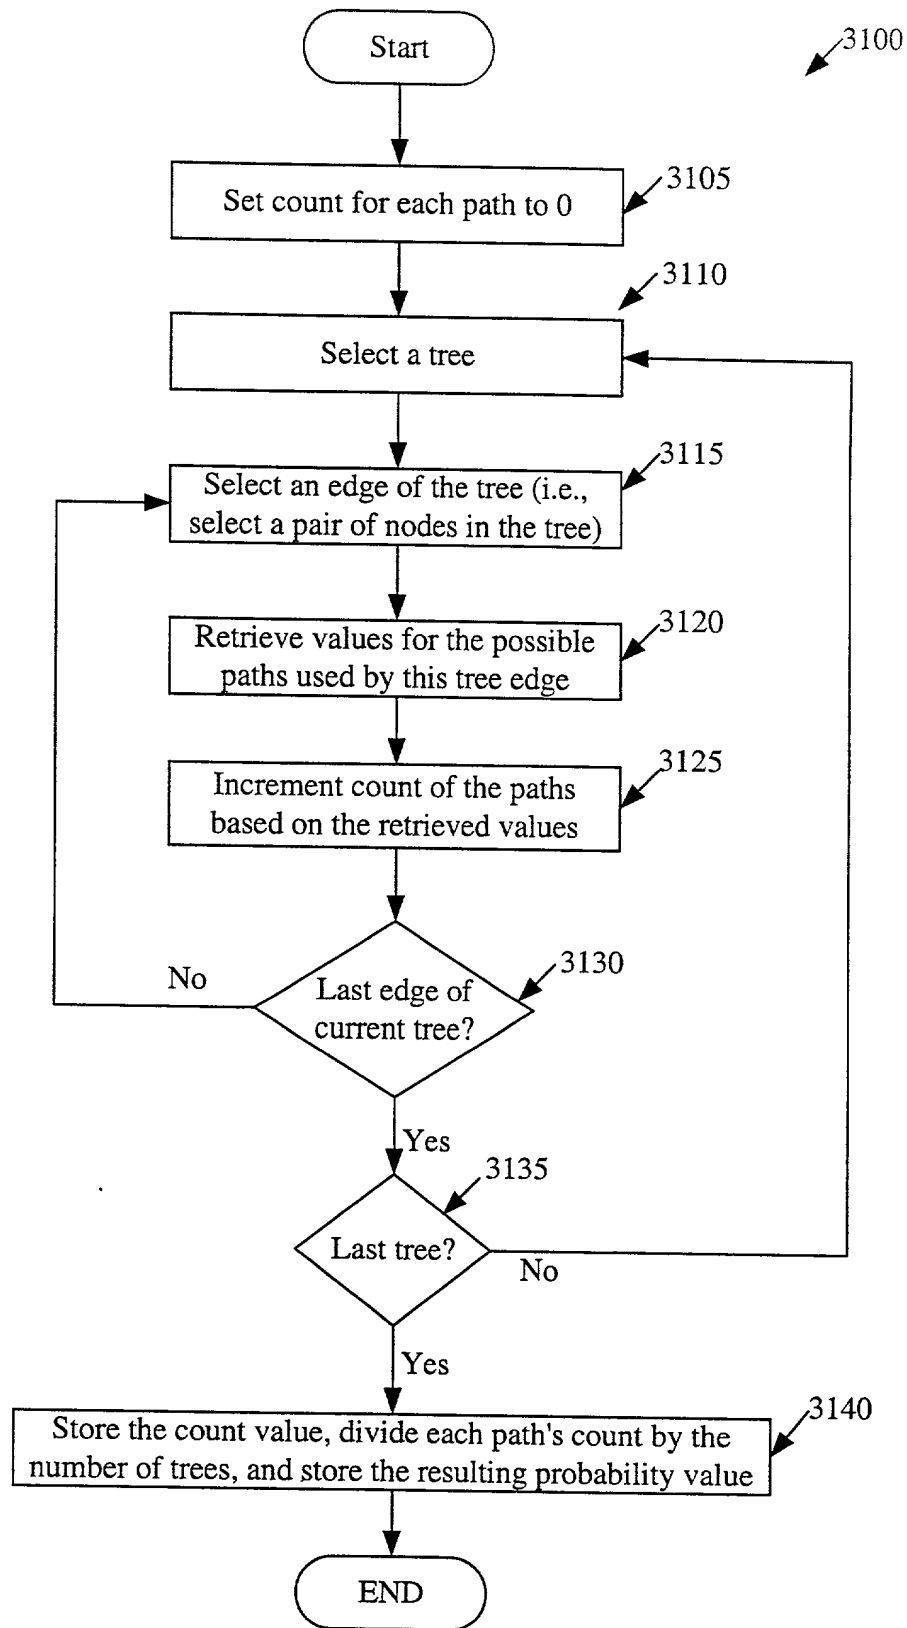 Start
3100
Set count for each path to 0
3105
3110
Select a tree
3115
Select an edge of the tree (i.e.,
select a pair of nodes in the tree)
3120
Retrieve values for the possible
paths used by this tree edge
3125
Increment count of the paths
based on the retrieved values
3130
No
Last edge of
current tree?
Yes
3135
Last tree?
No
Yes
3140
Store the count value, divide each path's count by the
number of trees, and store the resulting probability value
END